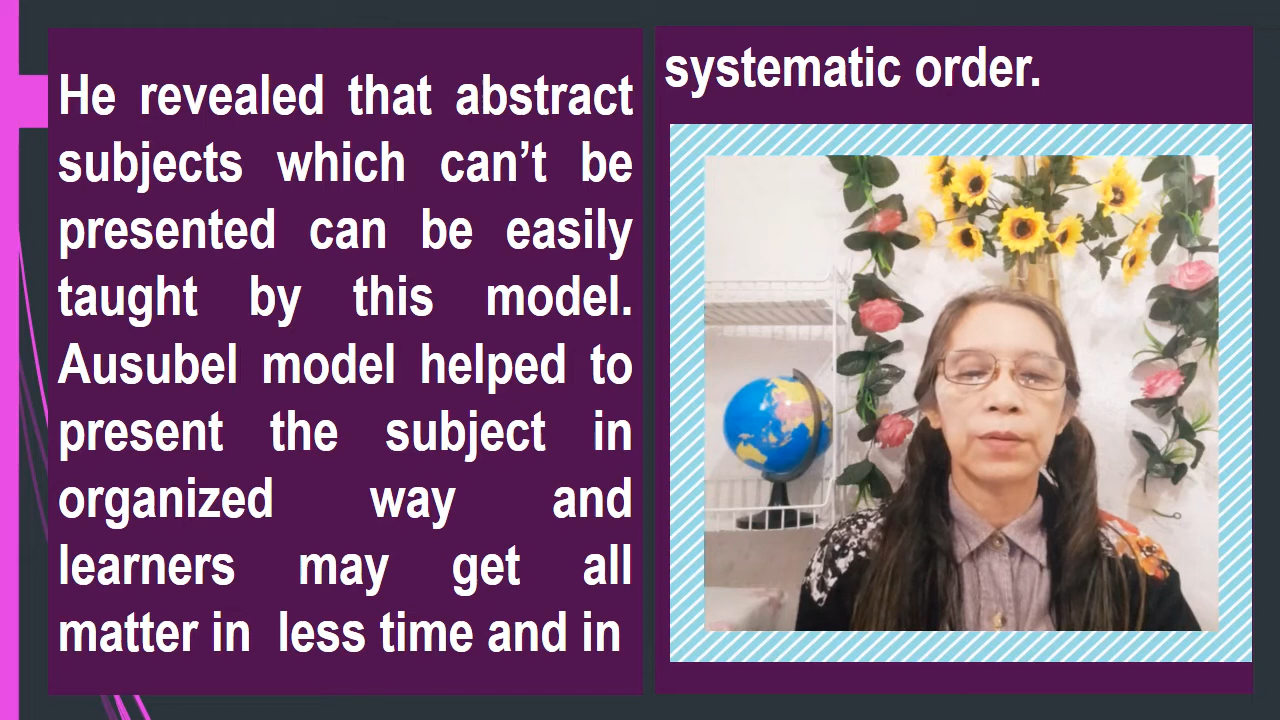 He revealed that abstract
subjects which can’t be
presented can be easily
taught by this model.
Ausubel model helped to
present the subject in
organized way and
learners may get all
matter in less time and in
systematic order.